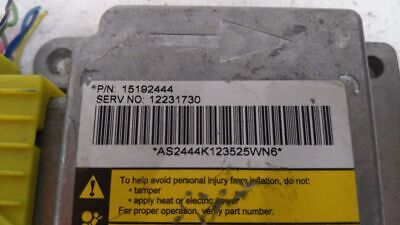 *P/N: 15192444
SERV NO: 12231730
*AS2444K123525WN6*
To help avoid personal injury from inflation, do not:
• tamper
• apply heat or electric power
For proper operation, verify part number.